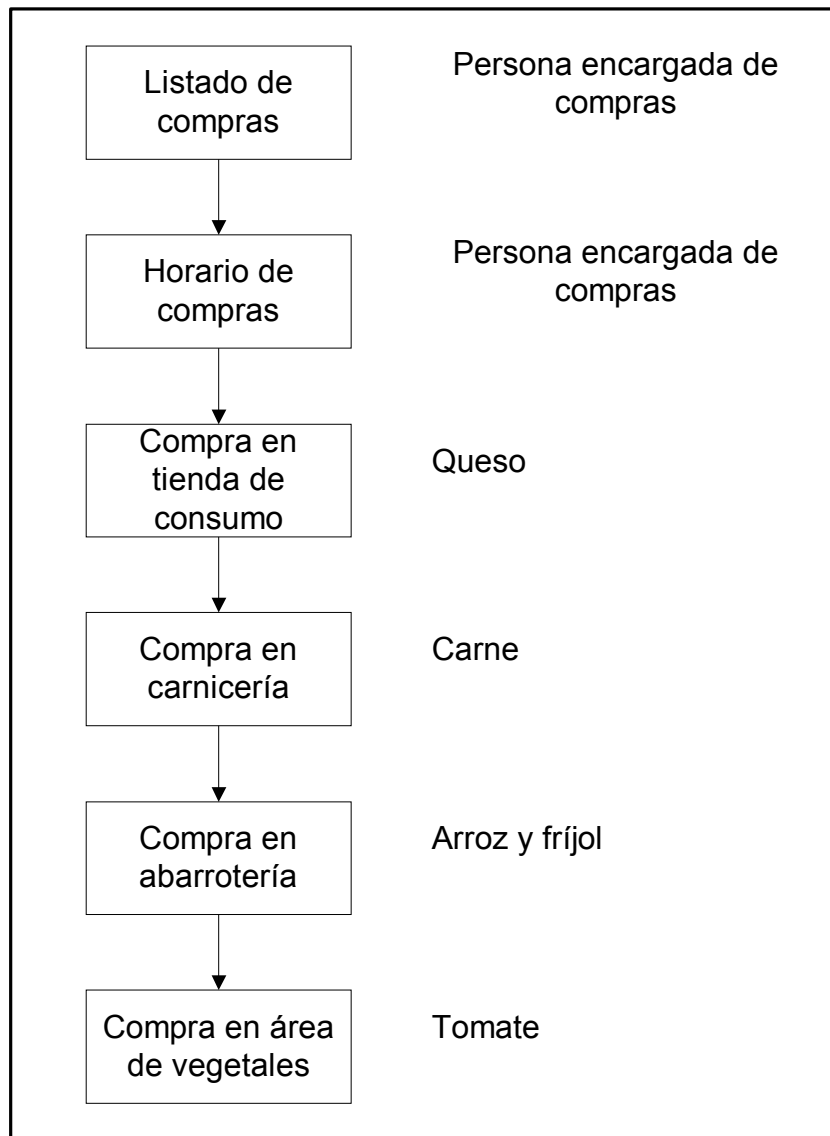 Listado de
compras
Persona encargada de
compras
Horario de
compras
Persona encargada de
compras
Compra en
tienda de
consumo
Queso
Compra en
carnicería
Carne
Compra en
abarrotería
Arroz y fríjol
Compra en área
de vegetales
Tomate